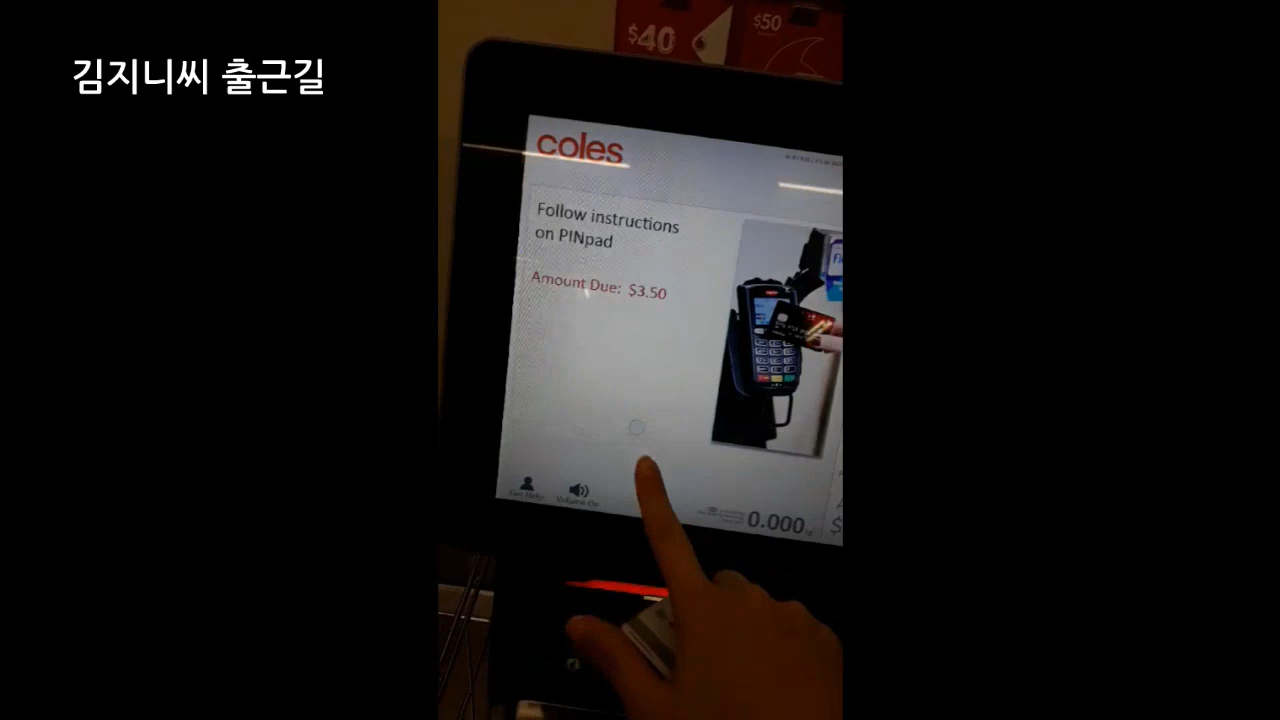 김지니씨 출근길
$40
$50
coles
Follow instructions
on PINpad
Amount Due: $3.50
Get Help
Volume On
0.000